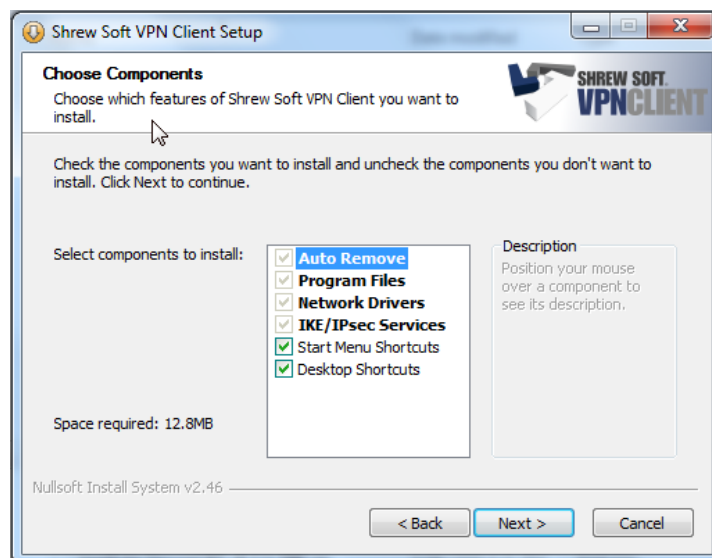 Shrew Soft VPN Client Setup
Choose Components
Choose which features of Shrew Soft VPN Client you want to
install.
SHREW SOFT.
VPNCLIENT
Check the components you want to install and uncheck the components you don't want to
install. Click Next to continue.
Select components to install:
Auto Remove
Program Files
Network Drivers
IKE/IPsec Services
Start Menu Shortcuts
Desktop Shortcuts
Description
Position your mouse
over a component to
see its description.
Space required: 12.8MB
Nullsoft Install System v2.46
< Back
Next >
Cancel